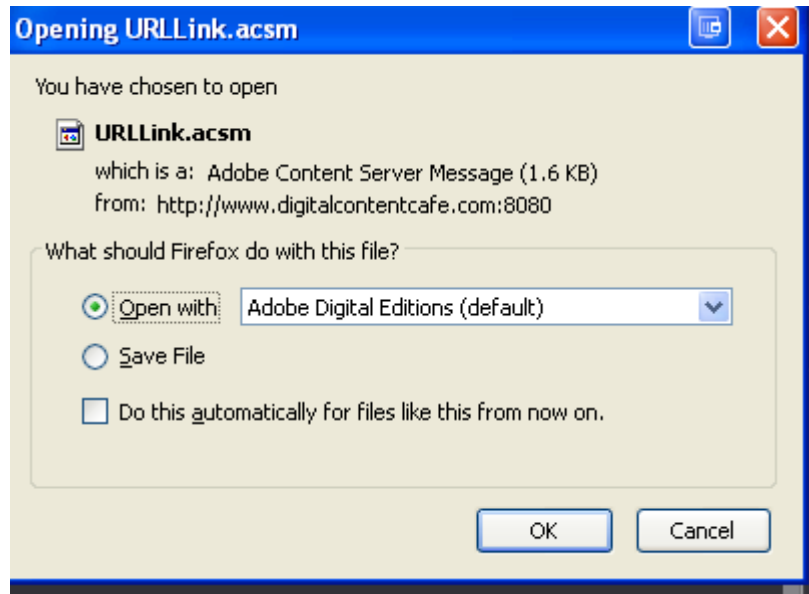 Opening URLLink.acsm
You have chosen to open
URLLink.acsm
which is a: Adobe Content Server Message (1.6 KB)
from: http://www.digitalcontentcafe.com:8080
What should Firefox do with this file?
Open with Adobe Digital Editions (default)
Save File
Do this automatically for files like this from now on.
OK Cancel